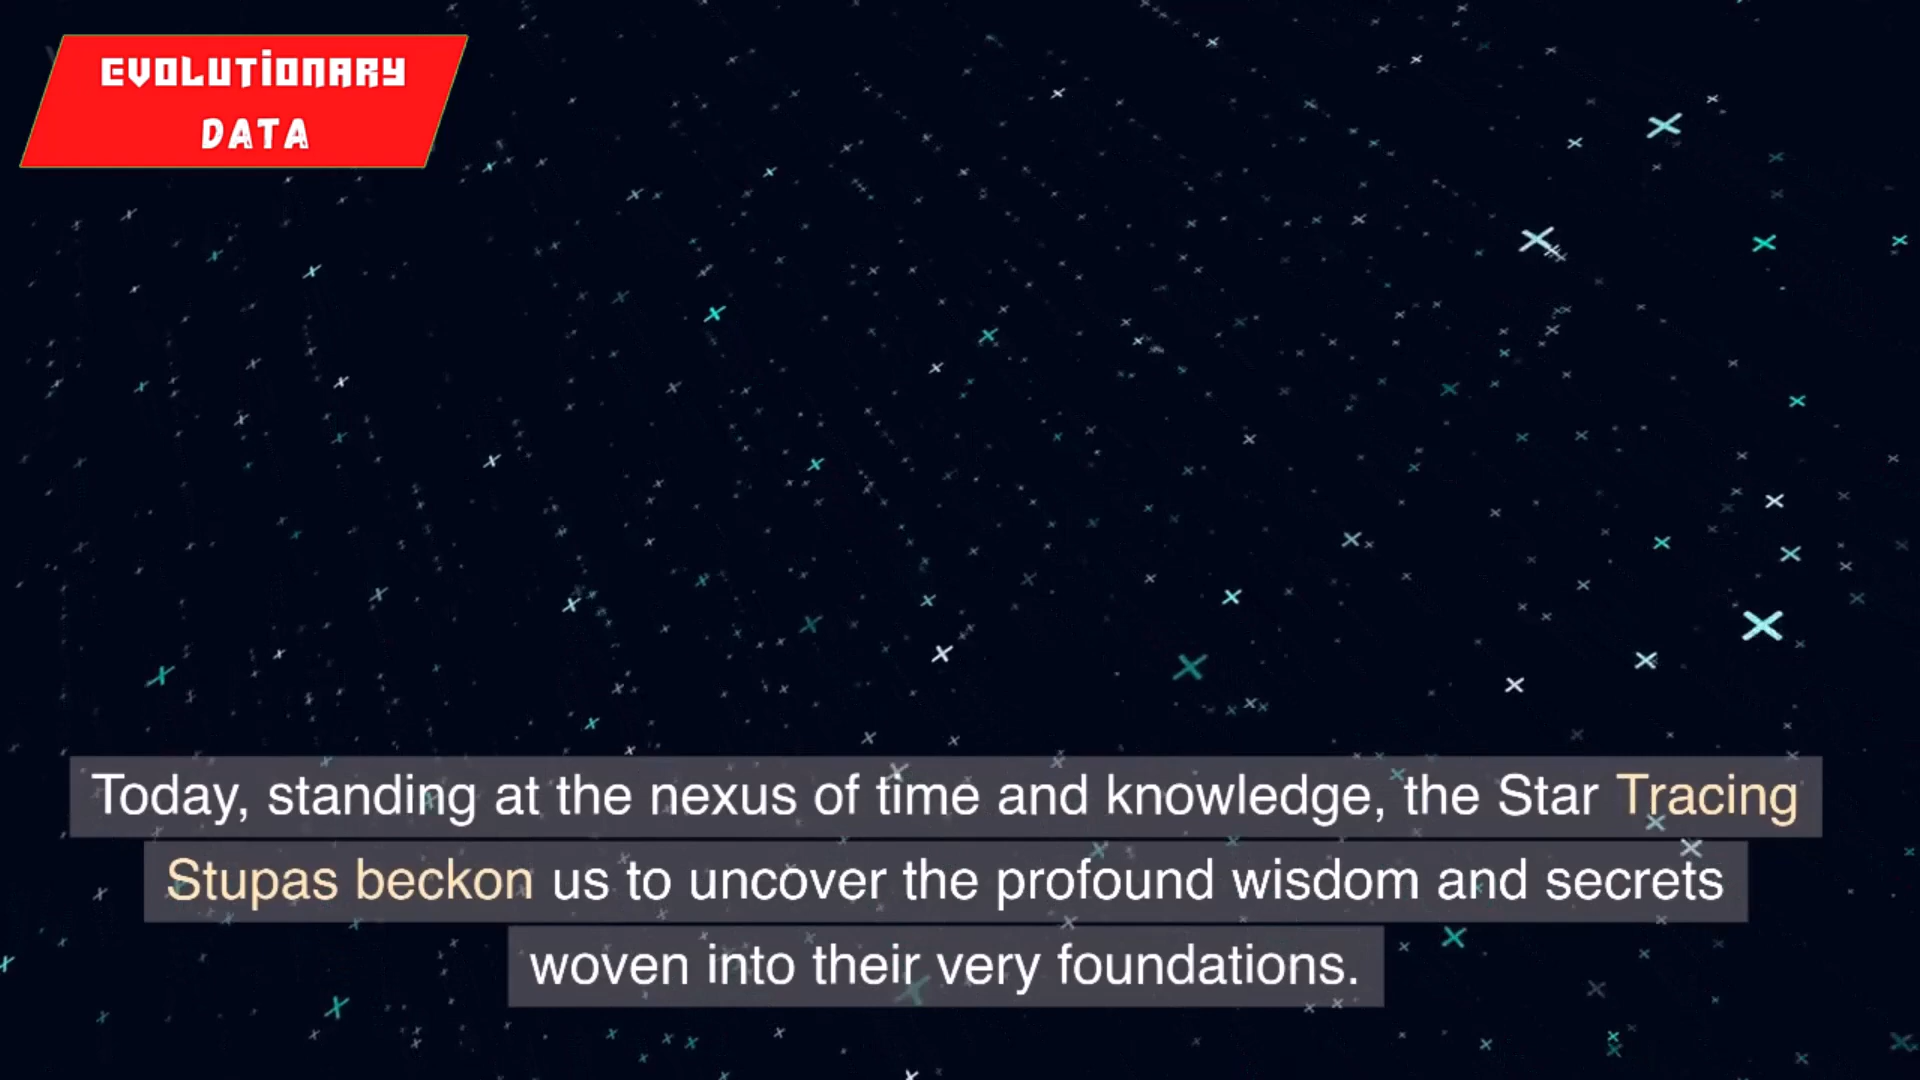 EVOLUTIONARY
DATA
Today, standing at the nexus of time and knowledge, the Star Tracing
Stupas beckon us to uncover the profound wisdom and secrets
woven into their very foundations.